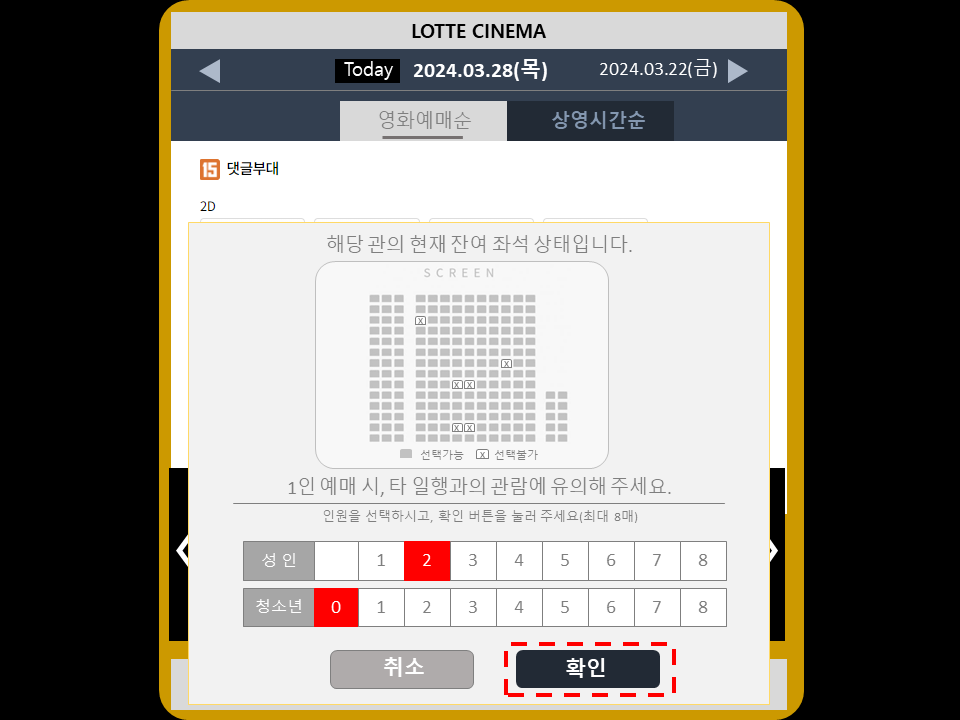 LOTTE CINEMA
Today 2024.03.28(목) 2024.03.22(금)
영화예매순 상영시간순
15 댓글부대
2D
해당 관의 현재 잔여 좌석 상태입니다.
SCREEN
X
X
X X
X X
선택가능 X 선택불가
1인 예매 시, 타 일행과의 관람에 유의해 주세요.
인원을 선택하시고, 확인 버튼을 눌러 주세요(최대 8매)
성 인 1 2 3 4 5 6 7 8
청소년 0 1 2 3 4 5 6 7 8
취소 확인